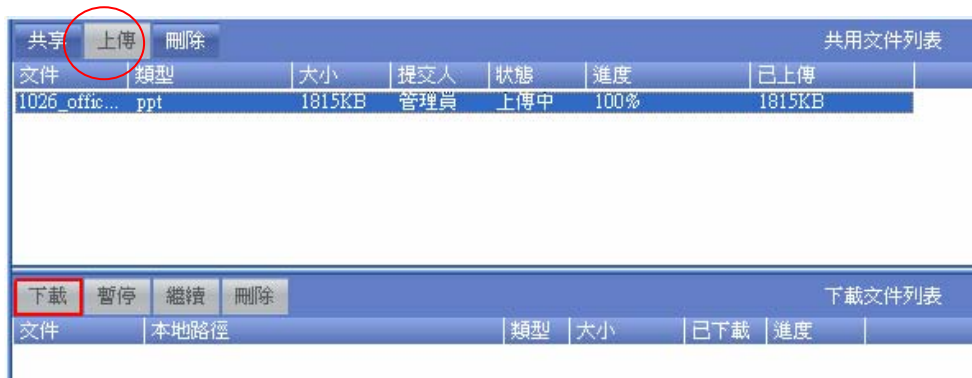 共享 上傳 刪除 共用文件列表
文件 類型 大小 提交人 狀態 進度 已上傳
1026_offic... ppt 1815KB 管理員 上傳中 100% 1815KB
下載 暫停 繼續 刪除 下載文件列表
文件 本地路徑 類型 大小 已下載 進度